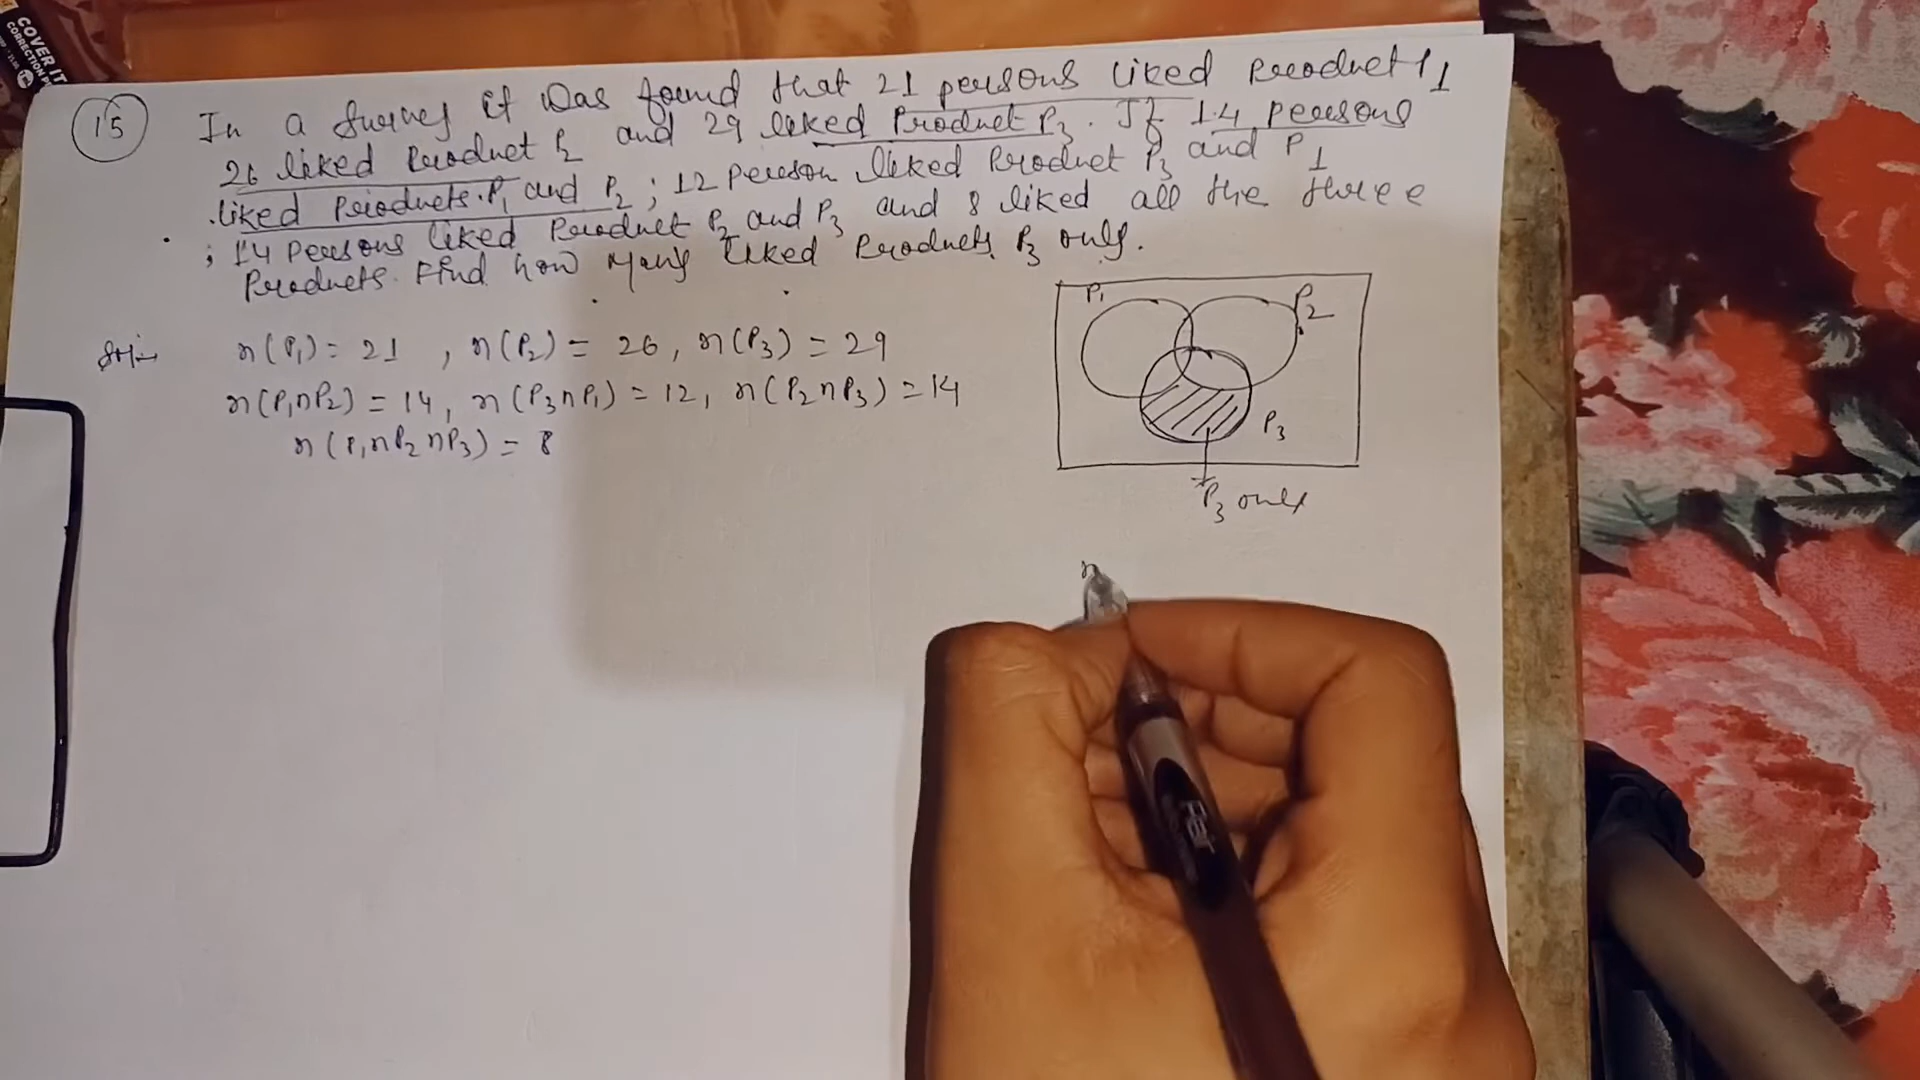 COVER IT
CORRECTION P
15
In a survey it was found that 21 persons liked product P1
26 liked Product P2 and 29 liked Product P3. If 14 persons
liked Products P1 and P2; 12 person liked Product P3 and P1
; 14 persons liked Product P2 and P3 and 8 liked all the three
Products. Find how many liked Products P3 only.
Soln
n(P1) = 21 , n(P2) = 26, n(P3) = 29
n(P1∩P2) = 14, n(P3∩P1) = 12, n(P2∩P3) = 14
n(P1∩P2∩P3) = 8
P1
P2
P3
P3 only
n